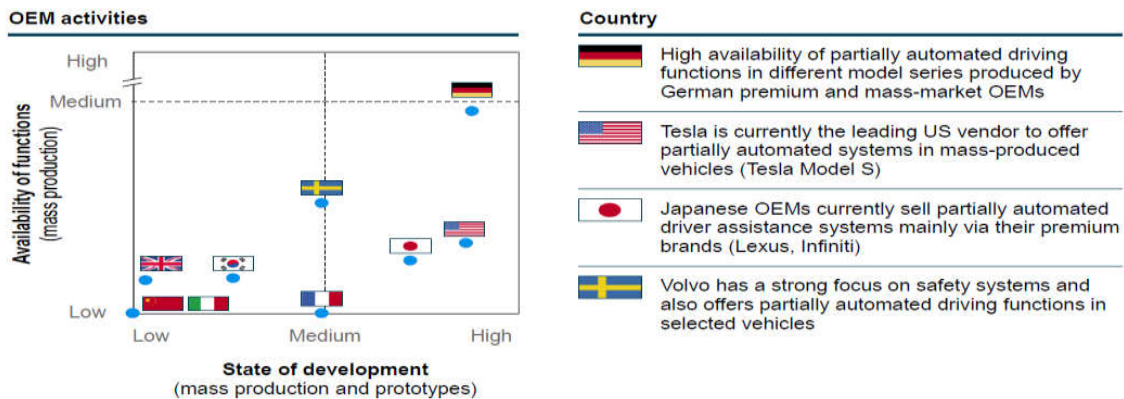 OEM activities
High
Medium
Low
Availability of functions
(mass production)
Low
Medium
High
State of development
(mass production and prototypes)
Country
High availability of partially automated driving
functions in different model series produced by
German premium and mass-market OEMs
Tesla is currently the leading US vendor to offer
partially automated systems in mass-produced
vehicles (Tesla Model S)
Japanese OEMs currently sell partially automated
driver assistance systems mainly via their premium
brands (Lexus, Infiniti)
Volvo has a strong focus on safety systems and
also offers partially automated driving functions in
selected vehicles